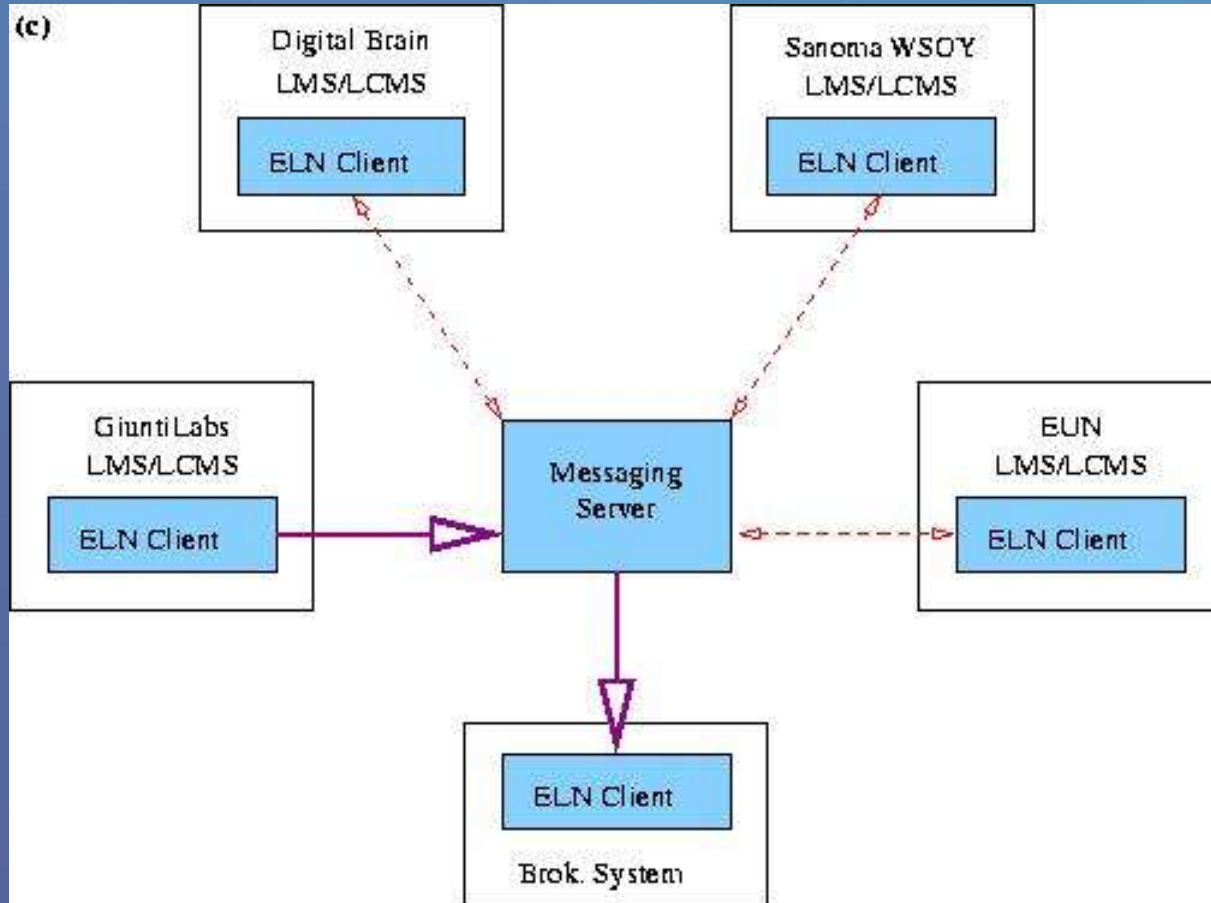 (c)
Digital Brain
LMS/LCMS
ELN Client
Sanoma WSOY
LMS/LCMS
ELN Client
GiuntiLabs
LMS/LCMS
ELN Client
Messaging
Server
EUN
LMS/LCMS
ELN Client
ELN Client
Brok. System